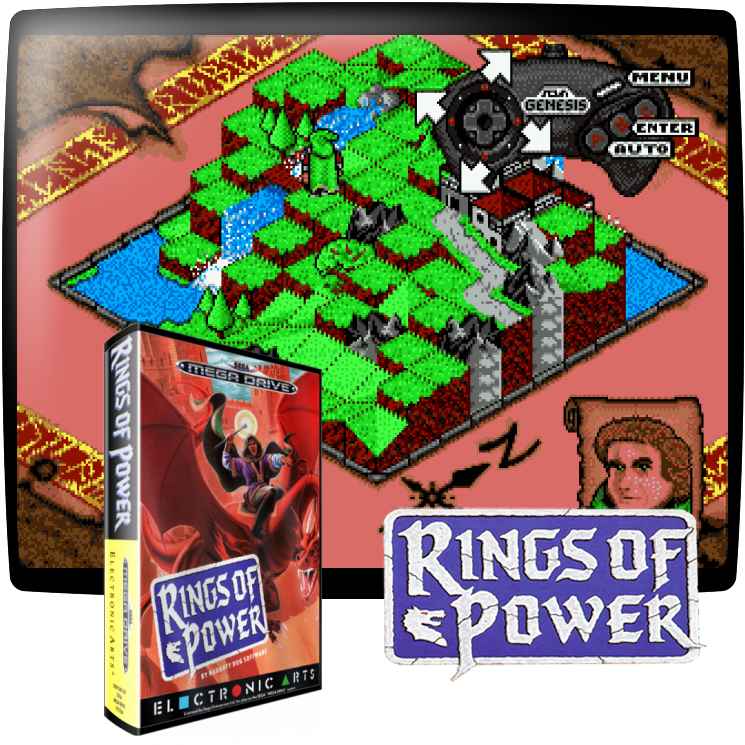 MENU
GENESIS
ENTER
AUTO
N
RINGS OF POWER
ELECTRONIC ARTS®
SEGA
MEGA DRIVE
RINGS OF
POWER
BY NAUGHTY DOG SOFTWARE
ELECTRONIC ARTS
RINGS OF
POWER